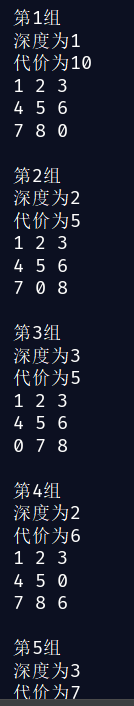 第1组
深度为1
代价为10
1 2 3
4 5 6
7 8 0
第2组
深度为2
代价为5
1 2 3
4 5 6
7 0 8
第3组
深度为3
代价为5
1 2 3
4 5 6
0 7 8
第4组
深度为2
代价为6
1 2 3
4 5 0
7 8 6
第5组
深度为3
代价为7